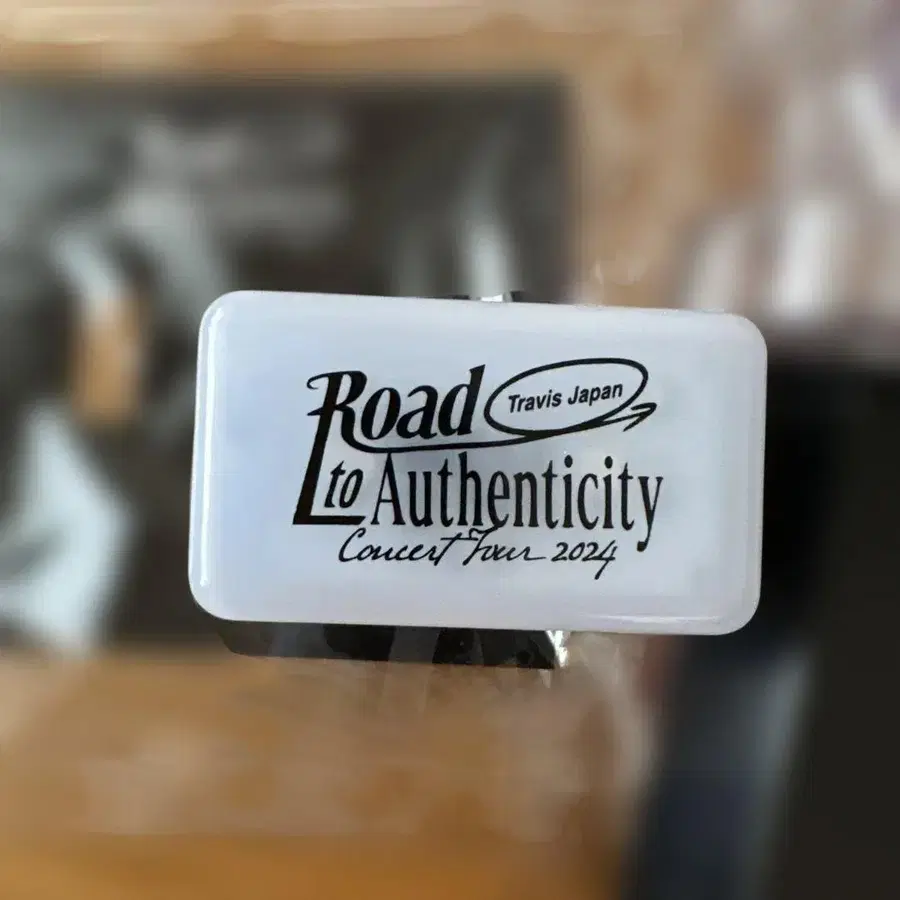 Road
Travis Japan
to Authenticity
Concert Tour 2024